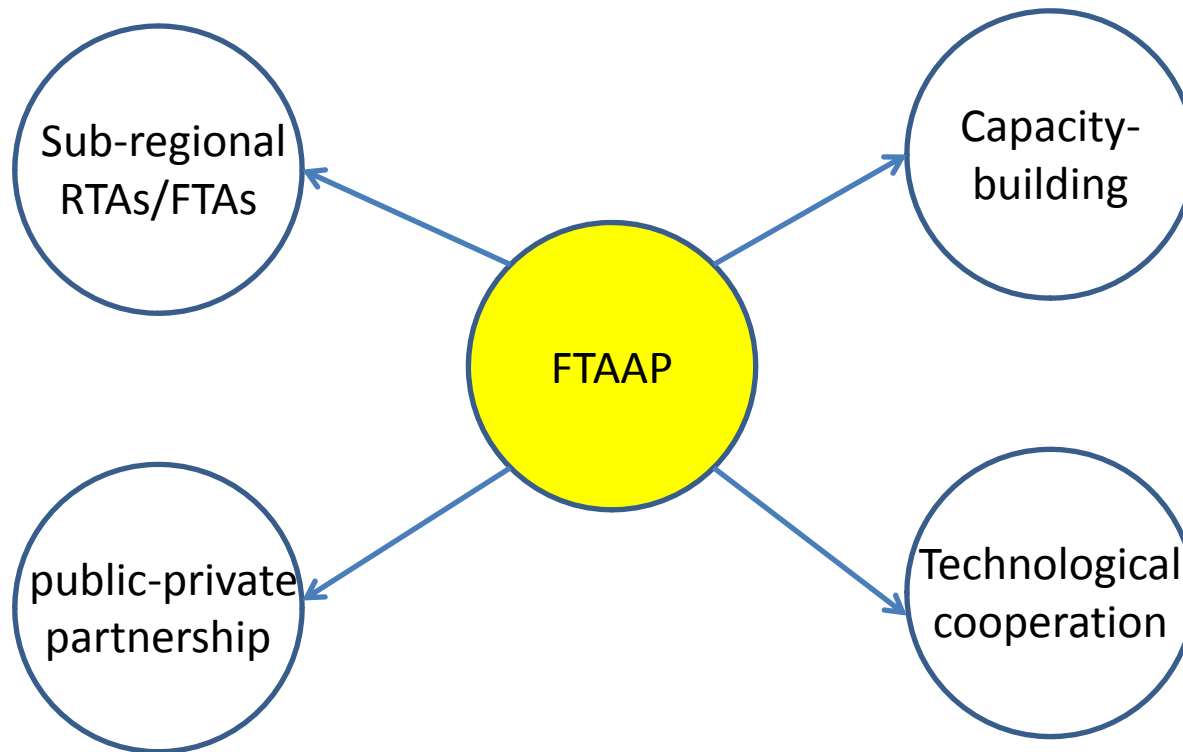 Sub-regional
RTAs/FTAs
Capacity-
building
FTAAP
public-private
partnership
Technological
cooperation